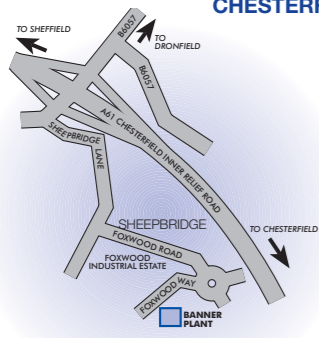 CHESTERF
TO SHEFFIELD
B6057
TO
DRONFIELD
B6057
A61 CHESTERFIELD INNER RELIEF ROAD
SHEEPBRIDGE
LANE
SHEEPBRIDGE
FOXWOOD ROAD
TO CHESTERFIELD
FOXWOOD
INDUSTRIAL ESTATE
FOXWOOD WAY
BANNER
PLANT